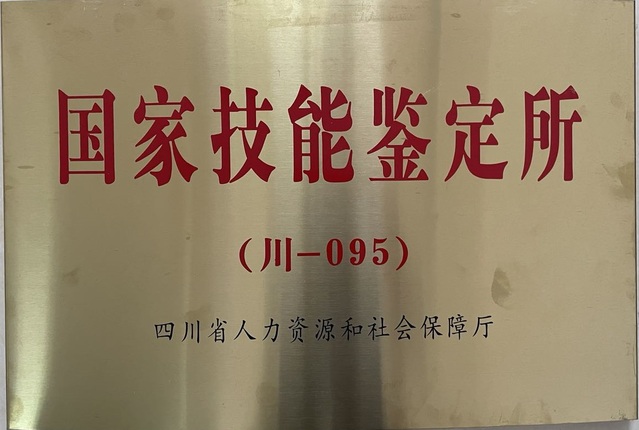 国家技能鉴定所
（川-095）
四川省人力资源和社会保障厅